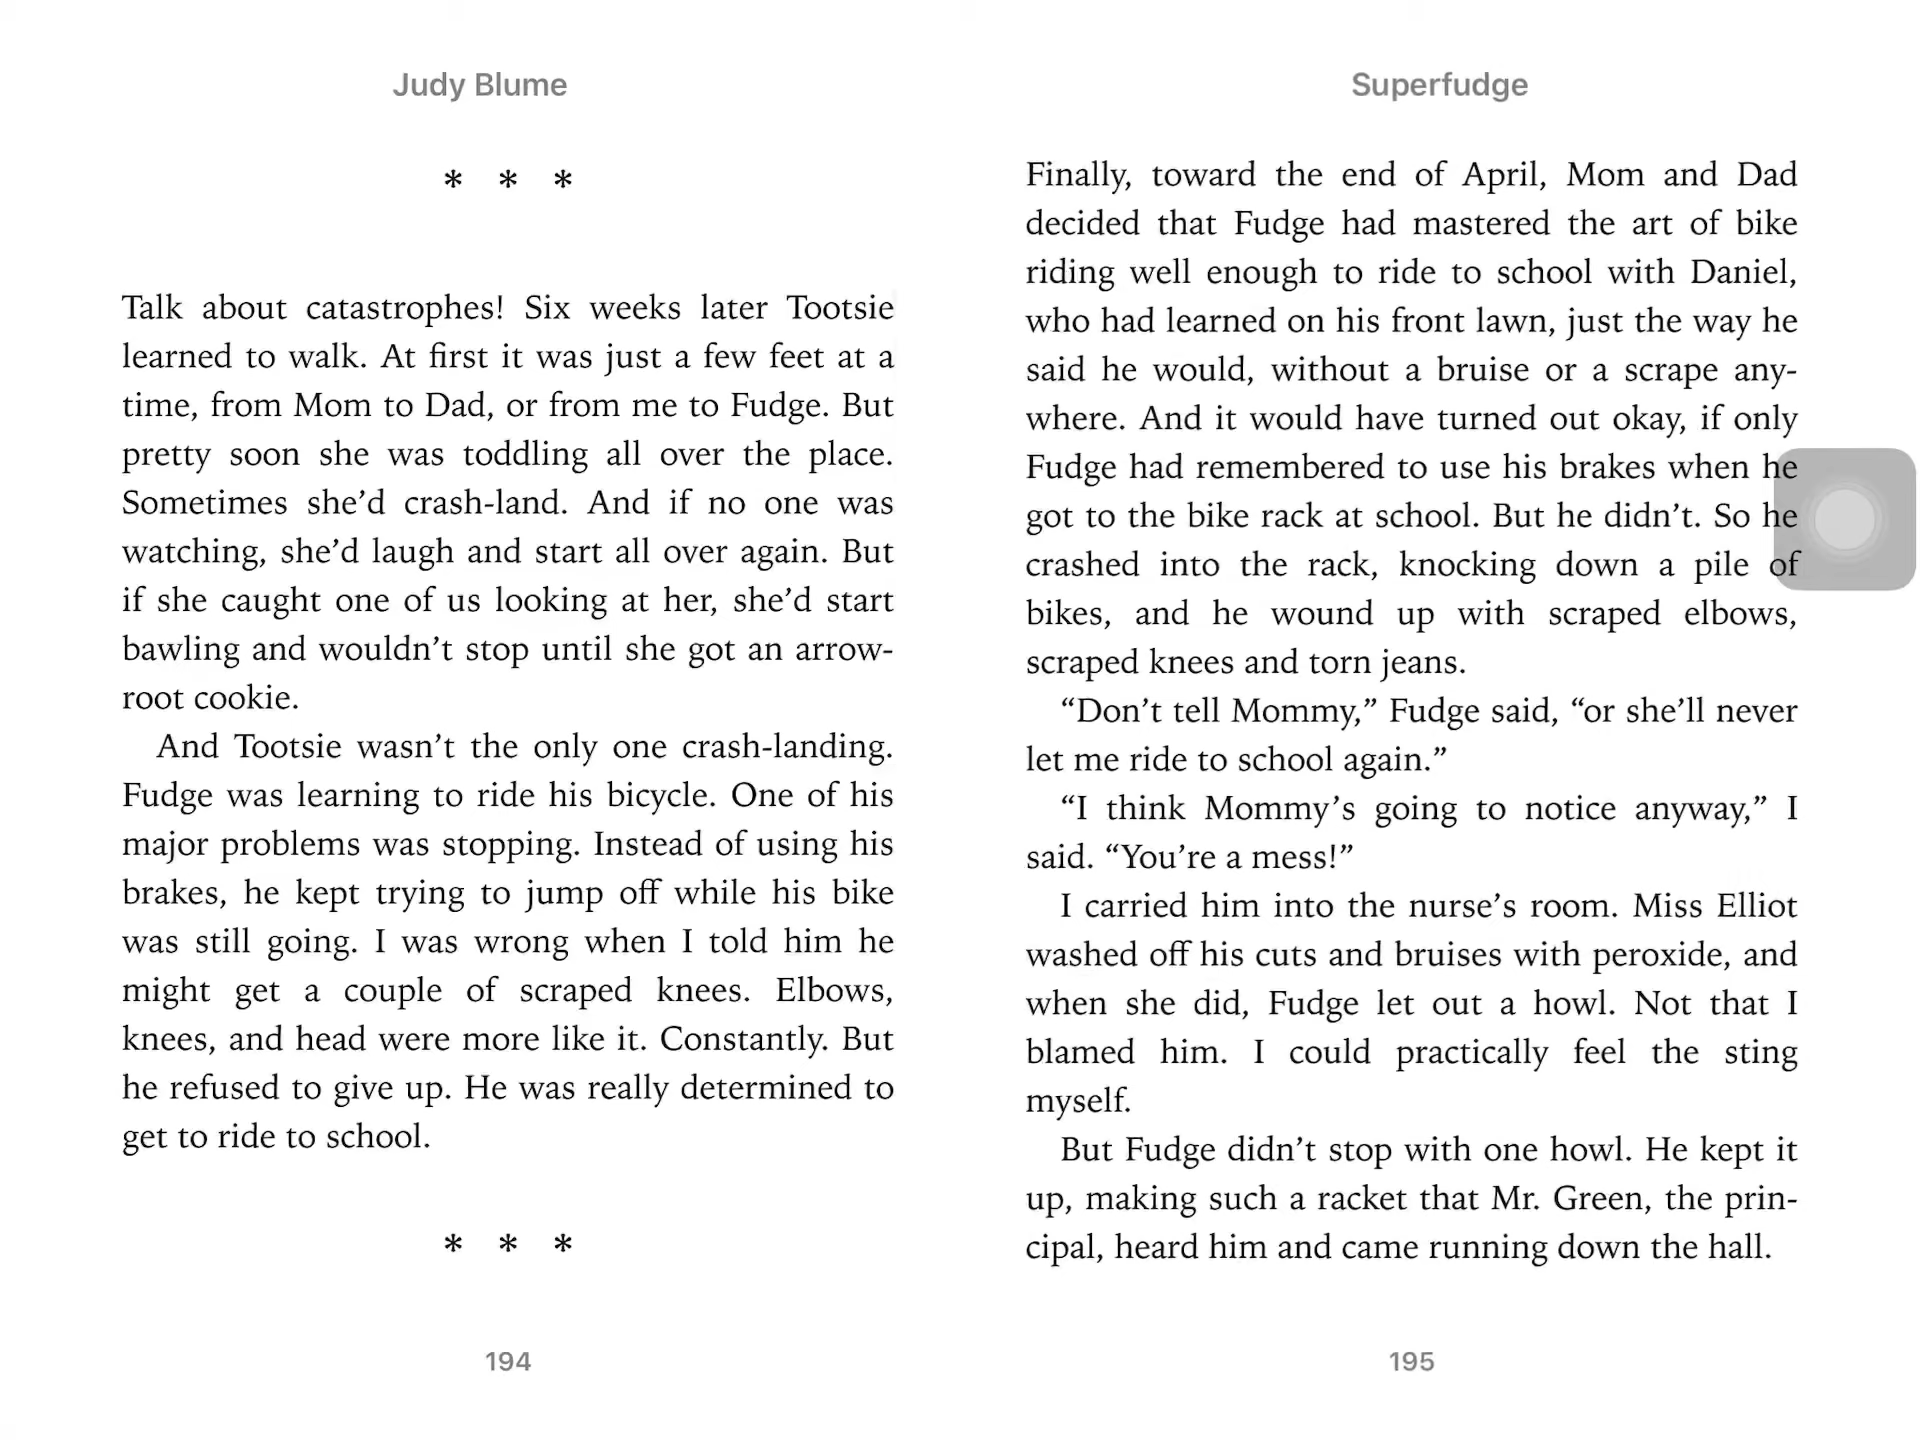 Judy Blume
* * *
Talk about catastrophes! Six weeks later Tootsie
learned to walk. At first it was just a few feet at a
time, from Mom to Dad, or from me to Fudge. But
pretty soon she was toddling all over the place.
Sometimes she’d crash-land. And if no one was
watching, she’d laugh and start all over again. But
if she caught one of us looking at her, she’d start
bawling and wouldn’t stop until she got an arrow-
root cookie.
And Tootsie wasn’t the only one crash-landing.
Fudge was learning to ride his bicycle. One of his
major problems was stopping. Instead of using his
brakes, he kept trying to jump off while his bike
was still going. I was wrong when I told him he
might get a couple of scraped knees. Elbows,
knees, and head were more like it. Constantly. But
he refused to give up. He was really determined to
get to ride to school.
* * *
194
Superfudge
Finally, toward the end of April, Mom and Dad
decided that Fudge had mastered the art of bike
riding well enough to ride to school with Daniel,
who had learned on his front lawn, just the way he
said he would, without a bruise or a scrape any-
where. And it would have turned out okay, if only
Fudge had remembered to use his brakes when he
got to the bike rack at school. But he didn’t. So he
crashed into the rack, knocking down a pile of
bikes, and he wound up with scraped elbows,
scraped knees and torn jeans.
“Don’t tell Mommy,” Fudge said, “or she’ll never
let me ride to school again.”
“I think Mommy’s going to notice anyway,” I
said. “You’re a mess!”
I carried him into the nurse’s room. Miss Elliot
washed off his cuts and bruises with peroxide, and
when she did, Fudge let out a howl. Not that I
blamed him. I could practically feel the sting
myself.
But Fudge didn’t stop with one howl. He kept it
up, making such a racket that Mr. Green, the prin-
cipal, heard him and came running down the hall.
195